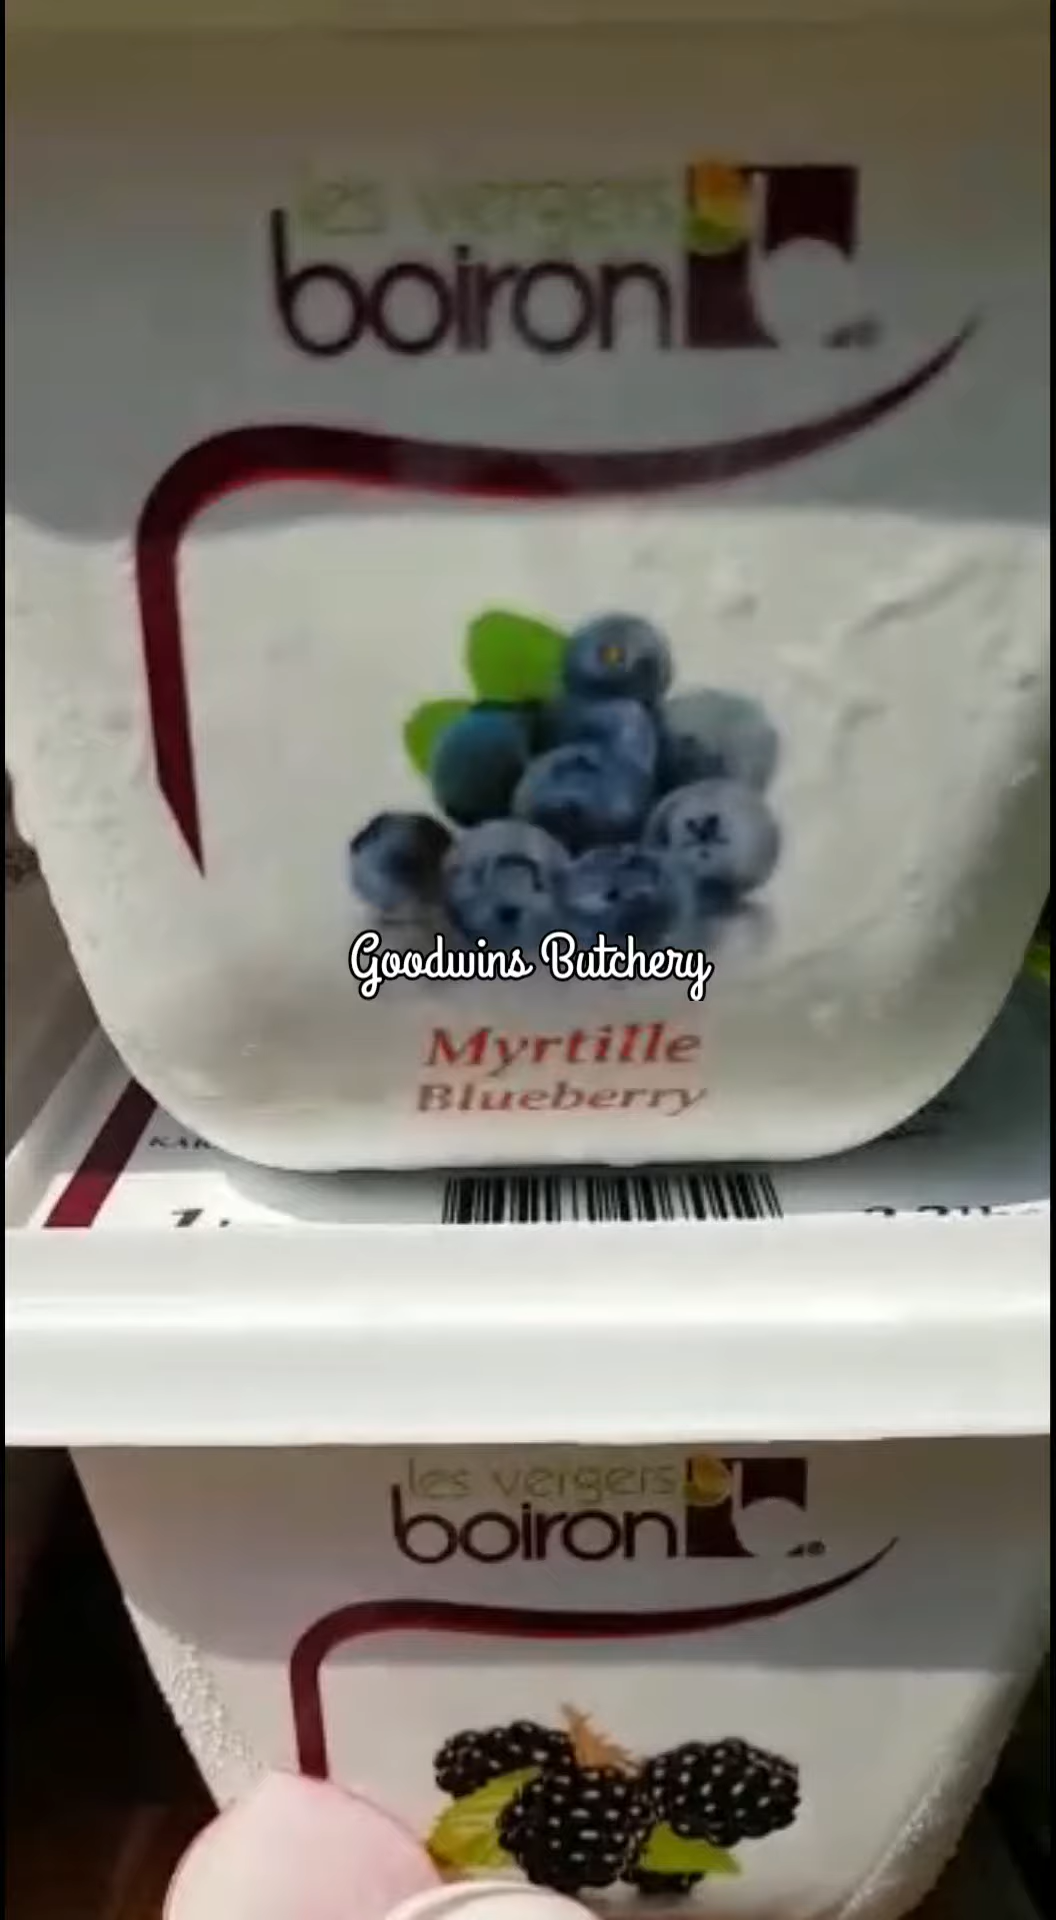 les vergers
boiron
Goodwins Butchery
Myrtille
Blueberry
les vergers
boiron